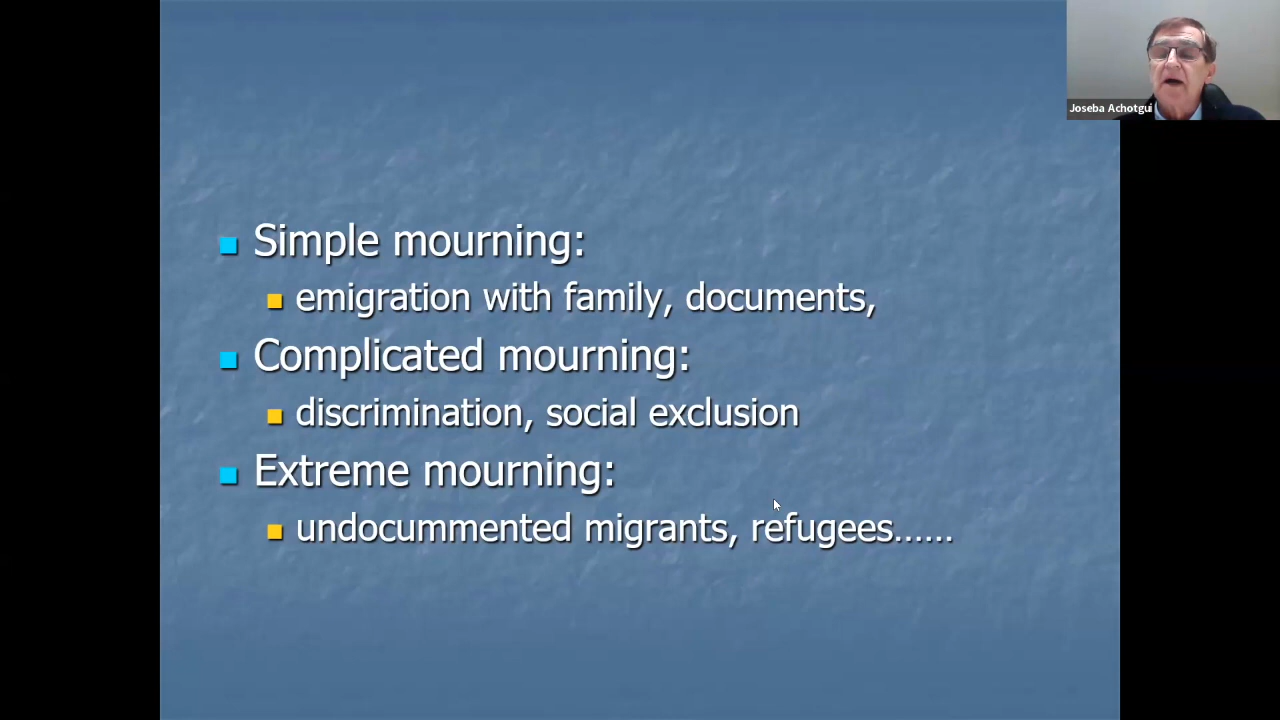 Joseba Achotgui
Simple mourning:
emigration with family, documents,
Complicated mourning:
discrimination, social exclusion
Extreme mourning:
undocummented migrants, refugees......